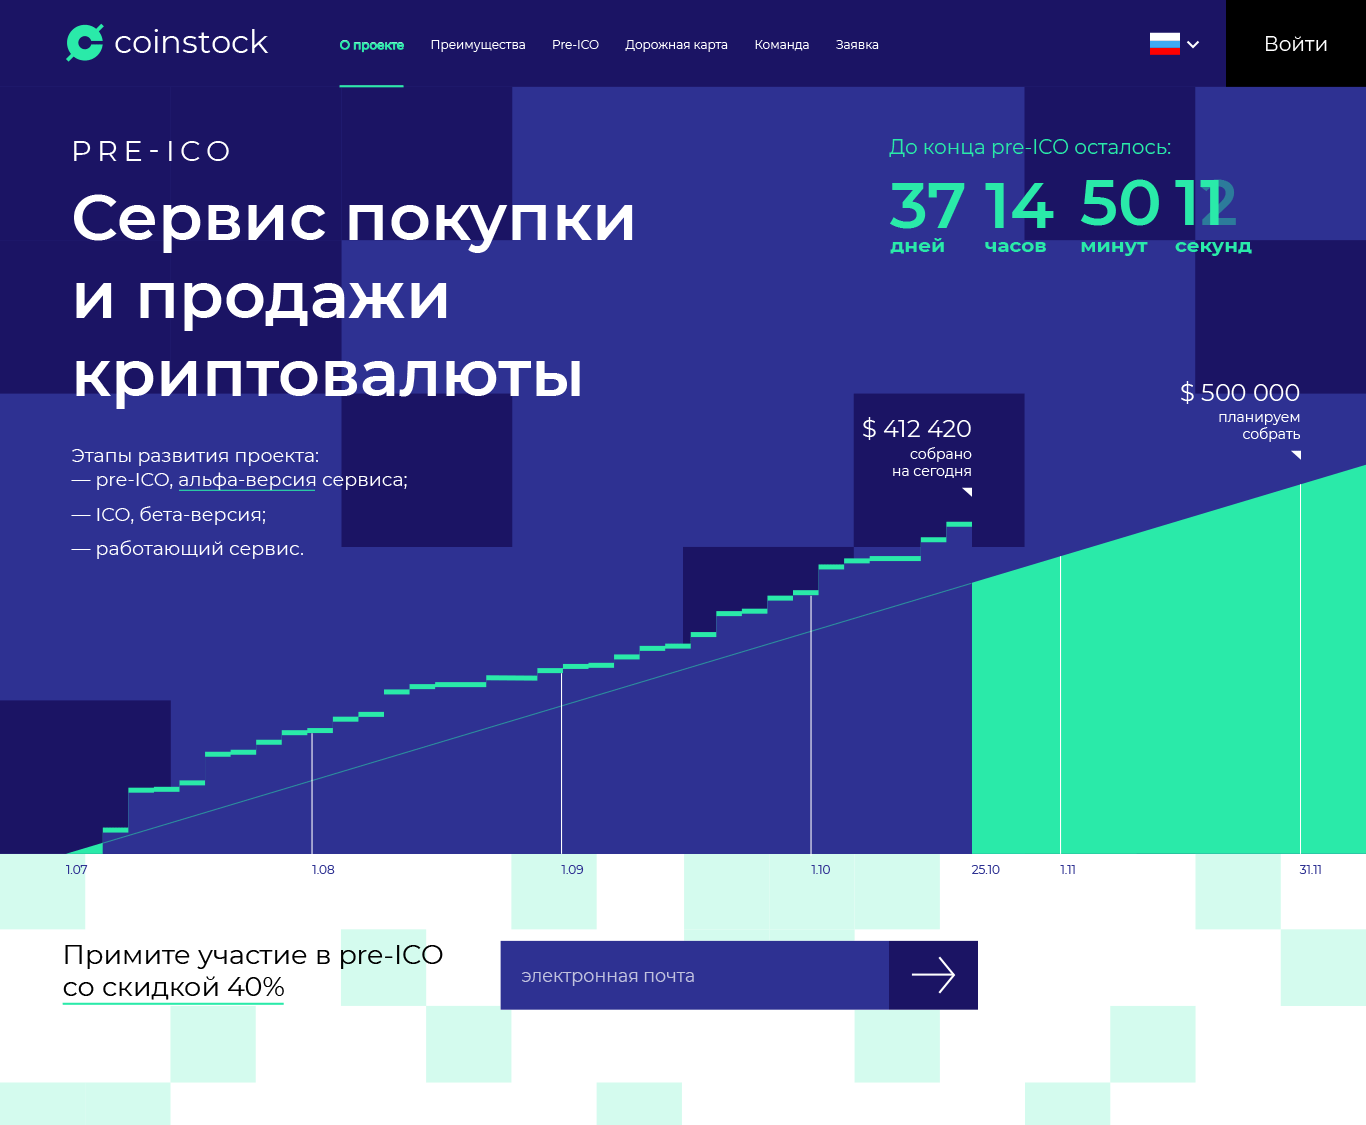 coinstock
О проекте Преимущества Pre-ICO Дорожная карта Команда Заявка
Войти
PRE-ICO
Сервис покупки
и продажи
криптовалюты
До конца pre-ICO осталось:
37 14 50 11
дней часов минут секунд
Этапы развития проекта:
— pre-ICO, альфа-версия сервиса;
— ICO, бета-версия;
— работающий сервис.
$ 412 420
собрано
на сегодня
$ 500 000
планируем
собрать
1.07 1.08 1.09 1.10 25.10 1.11 31.11
Примите участие в pre-ICO
со скидкой 40%
электронная почта